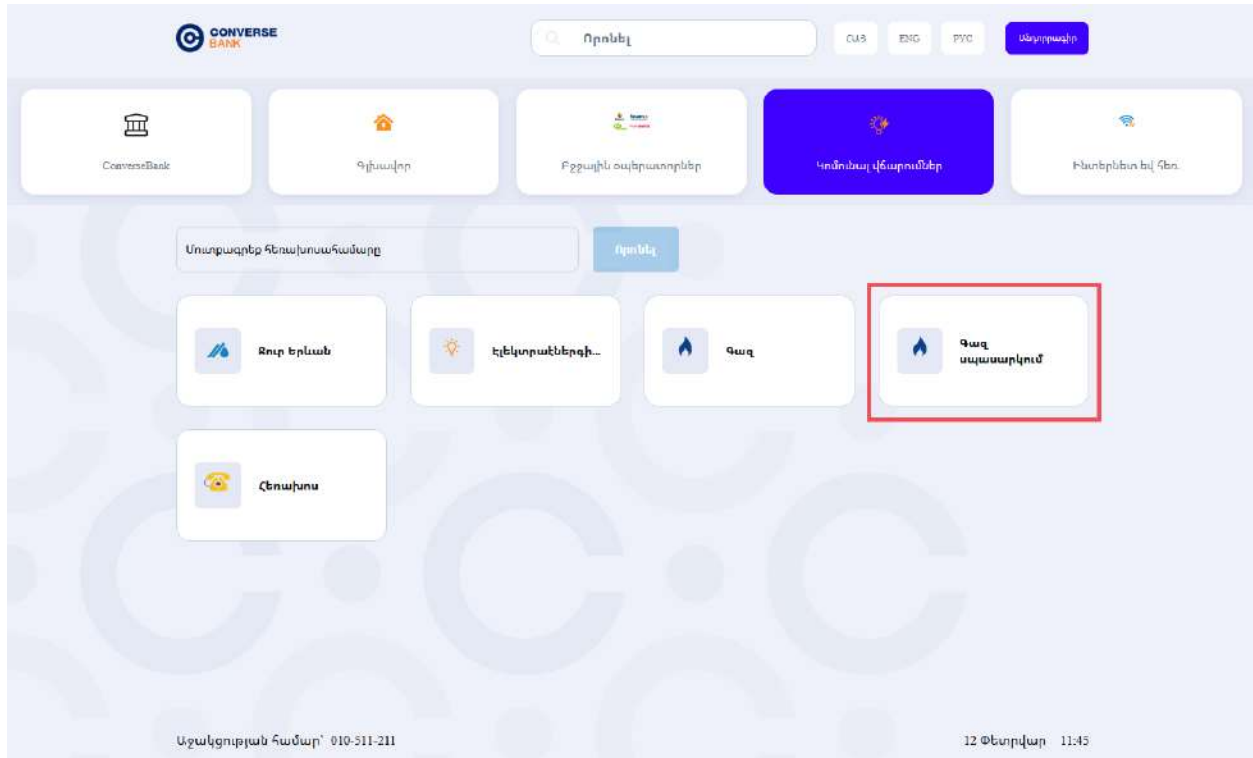 CONVERSE
BANK
Որոնել
ՀԱՅ
ENG
РУС
Անդորրագիր
ConverseBank
Գլխավոր
Բջջային օպերատորներ
Կոմունալ վճարումներ
Ինտերնետ եվ հեռ.
Մուտքագրեք հեռախոսահամարը
Որոնել
Ջուր Երևան
Էլեկտրաէներգի...
Գազ
Գազ
սպասարկում
Հեռախոս
Աջակցության համար՝ 010-511-211
12 Փետրվար 11:45